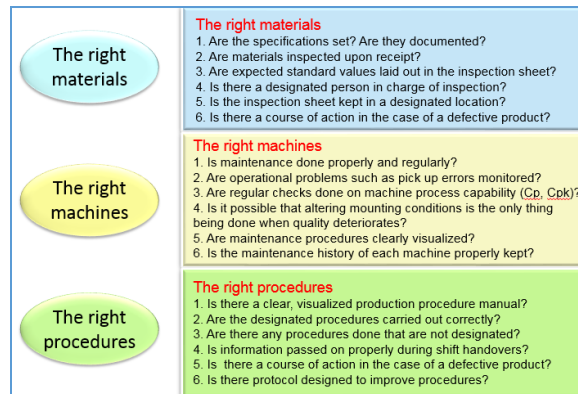 The right
materials
The right materials
1. Are the specifications set? Are they documented?
2. Are materials inspected upon receipt?
3. Are expected standard values laid out in the inspection sheet?
4. Is there a designated person in charge of inspection?
5. Is the inspection sheet kept in a designated location?
6. Is there a course of action in the case of a defective product?
The right
machines
The right machines
1. Is maintenance done properly and regularly?
2. Are operational problems such as pick up errors monitored?
3. Are regular checks done on machine process capability (Cp, Cpk)?
4. Is it possible that altering mounting conditions is the only thing
being done when quality deteriorates?
5. Are maintenance procedures clearly visualized?
6. Is the maintenance history of each machine properly kept?
The right
procedures
The right procedures
1. Is there a clear, visualized production procedure manual?
2. Are the designated procedures carried out correctly?
3. Are there any procedures done that are not designated?
4. Is information passed on properly during shift handovers?
5. Is there a course of action in the case of a defective product?
6. Is there protocol designed to improve procedures?